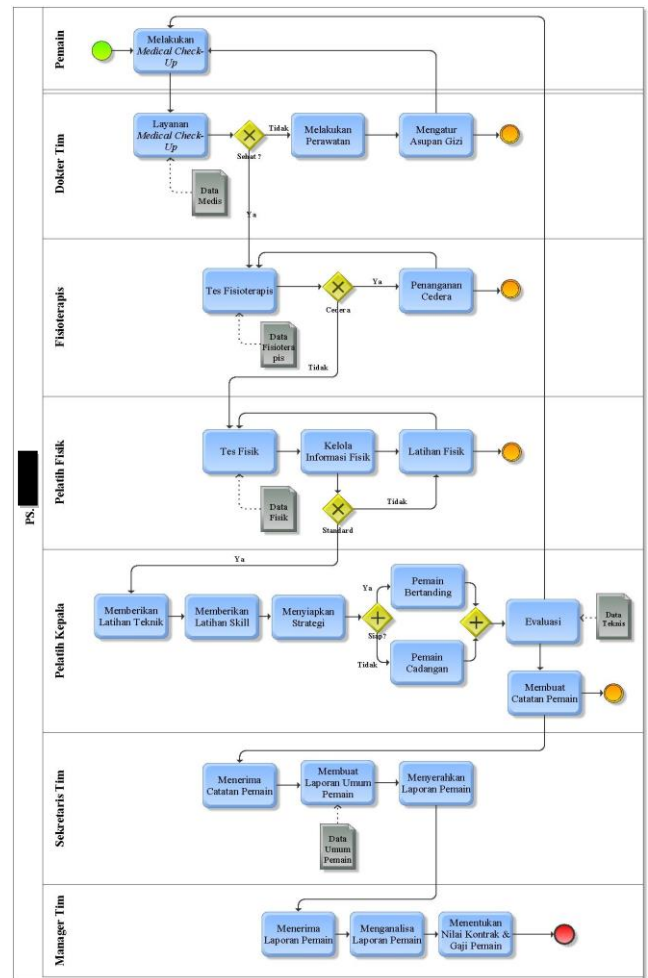 PS.
Pemain
Melakukan
Medical Check-
Up
Dokter Tim
Layanan
Medical Check-
Up
Sehat ?
Tidak
Ya
Melakukan
Perawatan
Mengatur
Asupan Gizi
Data
Medis
Fisioterapis
Tes Fisioterapis
Cedera
Ya
Tidak
Penanganan
Cedera
Data
Fisiotera
pis
Pelatih Fisik
Tes Fisik
Kelola
Informasi Fisik
Latihan Fisik
Data
Fisik
Standard
Tidak
Ya
Pelatih Kepala
Memberikan
Latihan Teknik
Memberikan
Latihan Skill
Menyiapkan
Strategi
Siap?
Ya
Tidak
Pemain
Bertanding
Pemain
Cadangan
Evaluasi
Data
Teknis
Membuat
Catatan Pemain
Sekretaris Tim
Menerima
Catatan Pemain
Membuat
Laporan Umum
Pemain
Menyerahkan
Laporan Pemain
Data
Umum
Pemain
Manager Tim
Menerima
Laporan Pemain
Menganalisa
Laporan Pemain
Menentukan
Nilai Kontrak &
Gaji Pemain